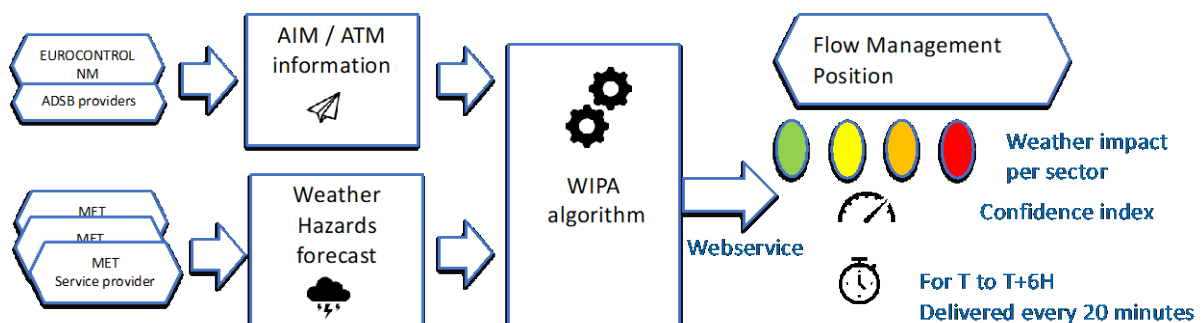 EUROCONTROL
NM
ADSB providers
AIM / ATM
information
MET
MET
MET
Service provider
Weather
Hazards
forecast
WIPA
algorithm
Webservice
Flow Management
Position
Weather impact
per sector
Confidence index
For T to T+6H
Delivered every 20 minutes